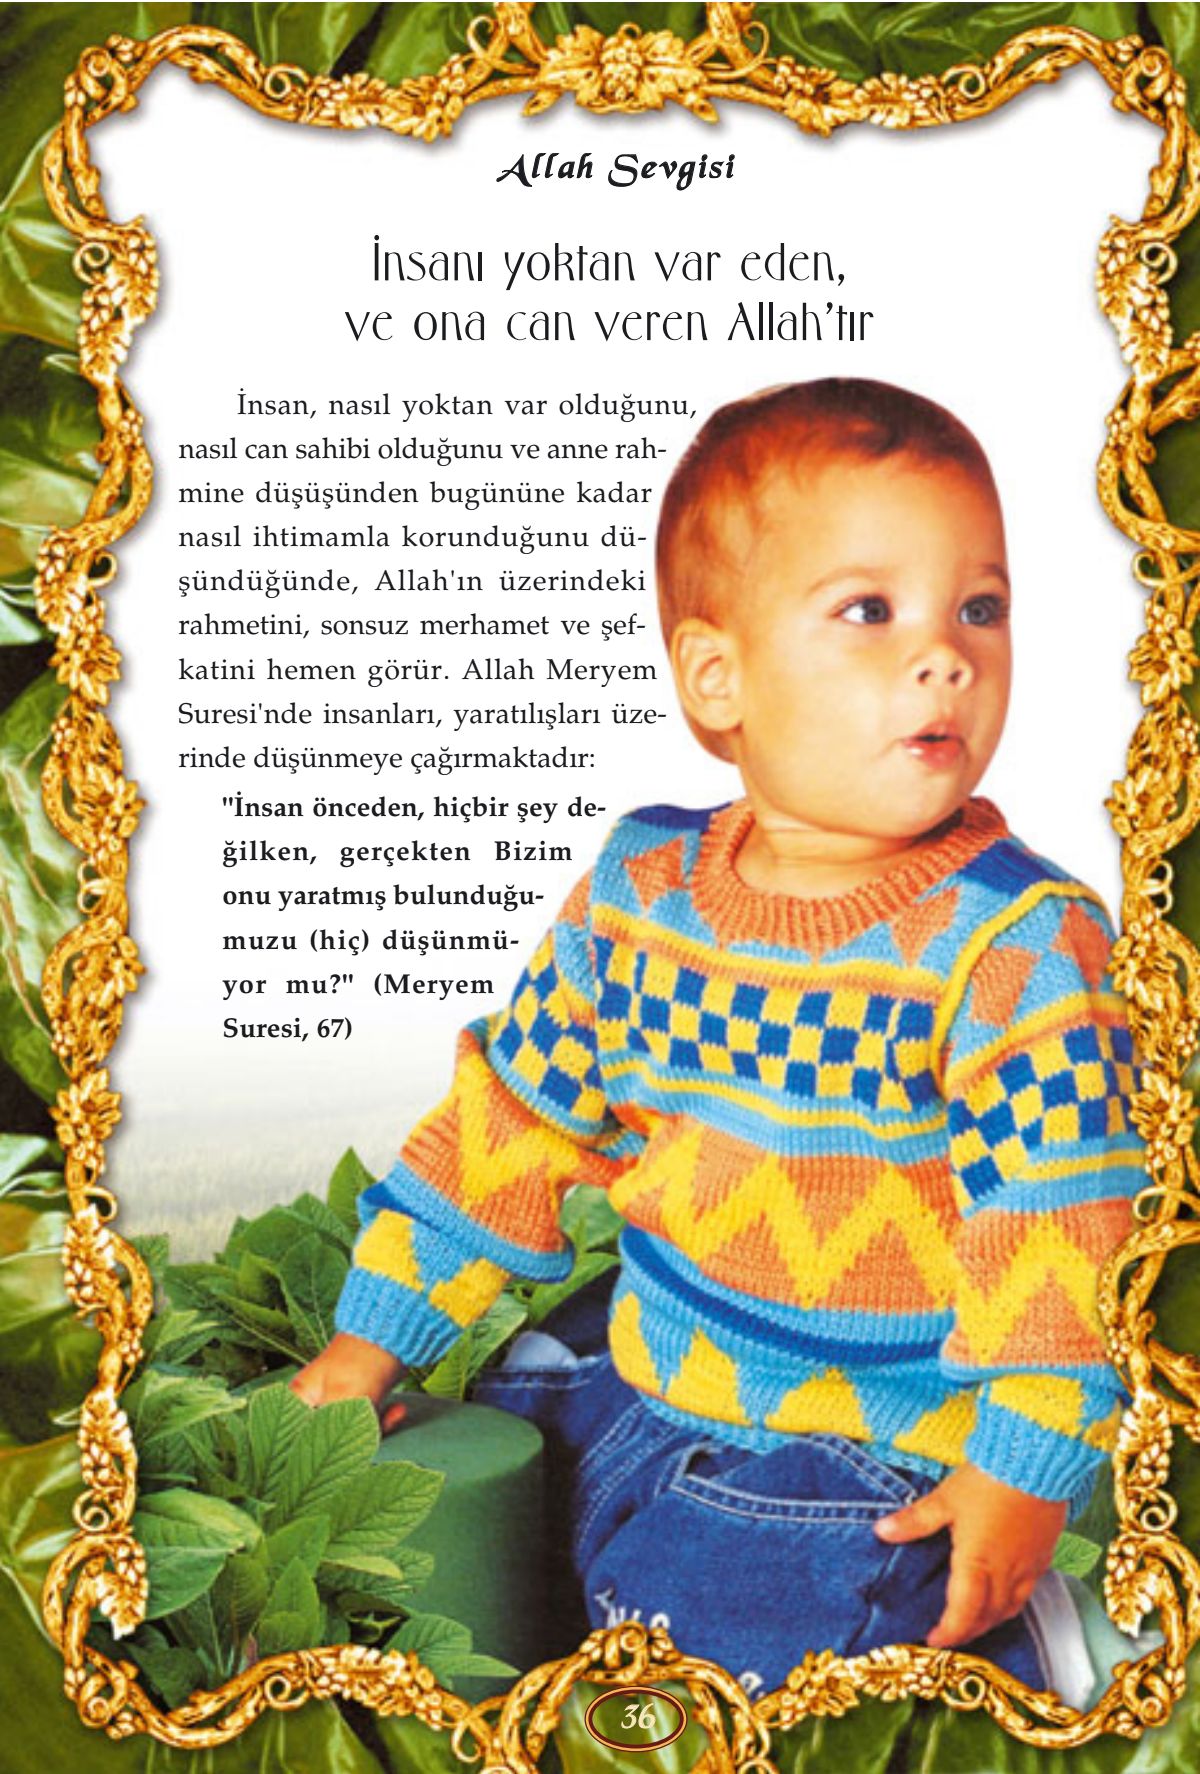 Allah Sevgisi
İnsanı yoktan var eden,
ve ona can veren Allah'tır
İnsan, nasıl yoktan var olduğunu,
nasıl can sahibi olduğunu ve anne rah-
mine düşüşünden bugününe kadar
nasıl ihtimamla korunduğunu dü-
şündüğünde, Allah'ın üzerindeki
rahmetini, sonsuz merhamet ve şef-
katini hemen görür. Allah Meryem
Suresi'nde insanları, yaratılışları üze-
rinde düşünmeye çağırmaktadır:
"İnsan önceden, hiçbir şey de-
ğilken, gerçekten Bizim
onu yaratmış bulunduğu-
muzu (hiç) düşünmü-
yor mu?" (Meryem
Suresi, 67)
36